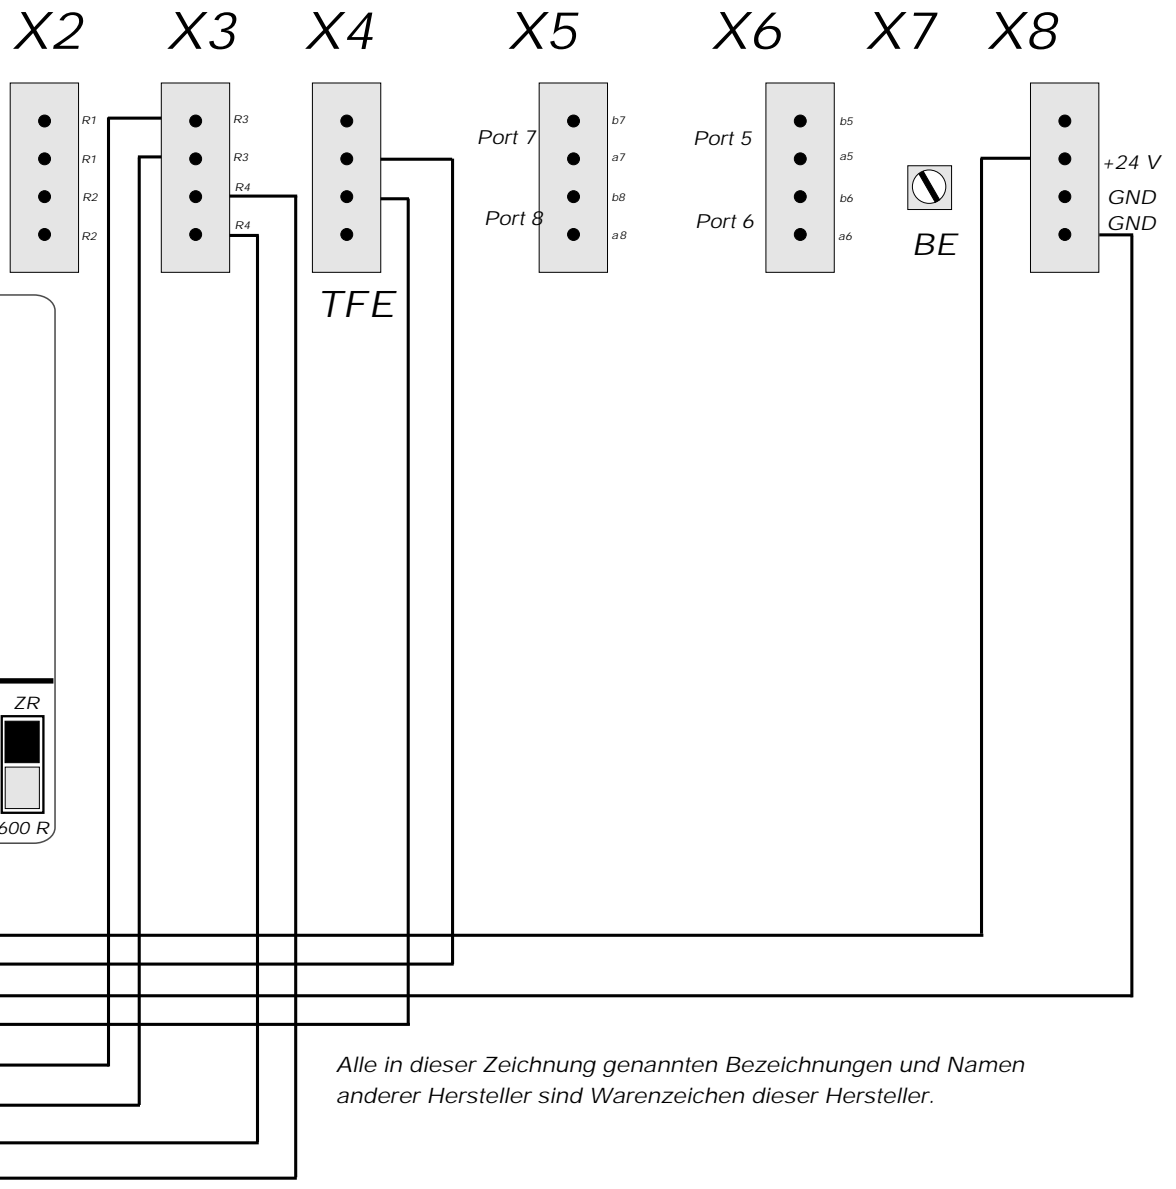 X2 X3 X4 X5 X6 X7 X8
R1
R1
R2
R2
R3
R3
R4
R4
TFE
Port 7
Port 8
b7
a7
b8
a8
Port 5
Port 6
b5
a5
b6
a6
BE
+24 V
GND
GND
ZR
600 R
Alle in dieser Zeichnung genannten Bezeichnungen und Namen
anderer Hersteller sind Warenzeichen dieser Hersteller.